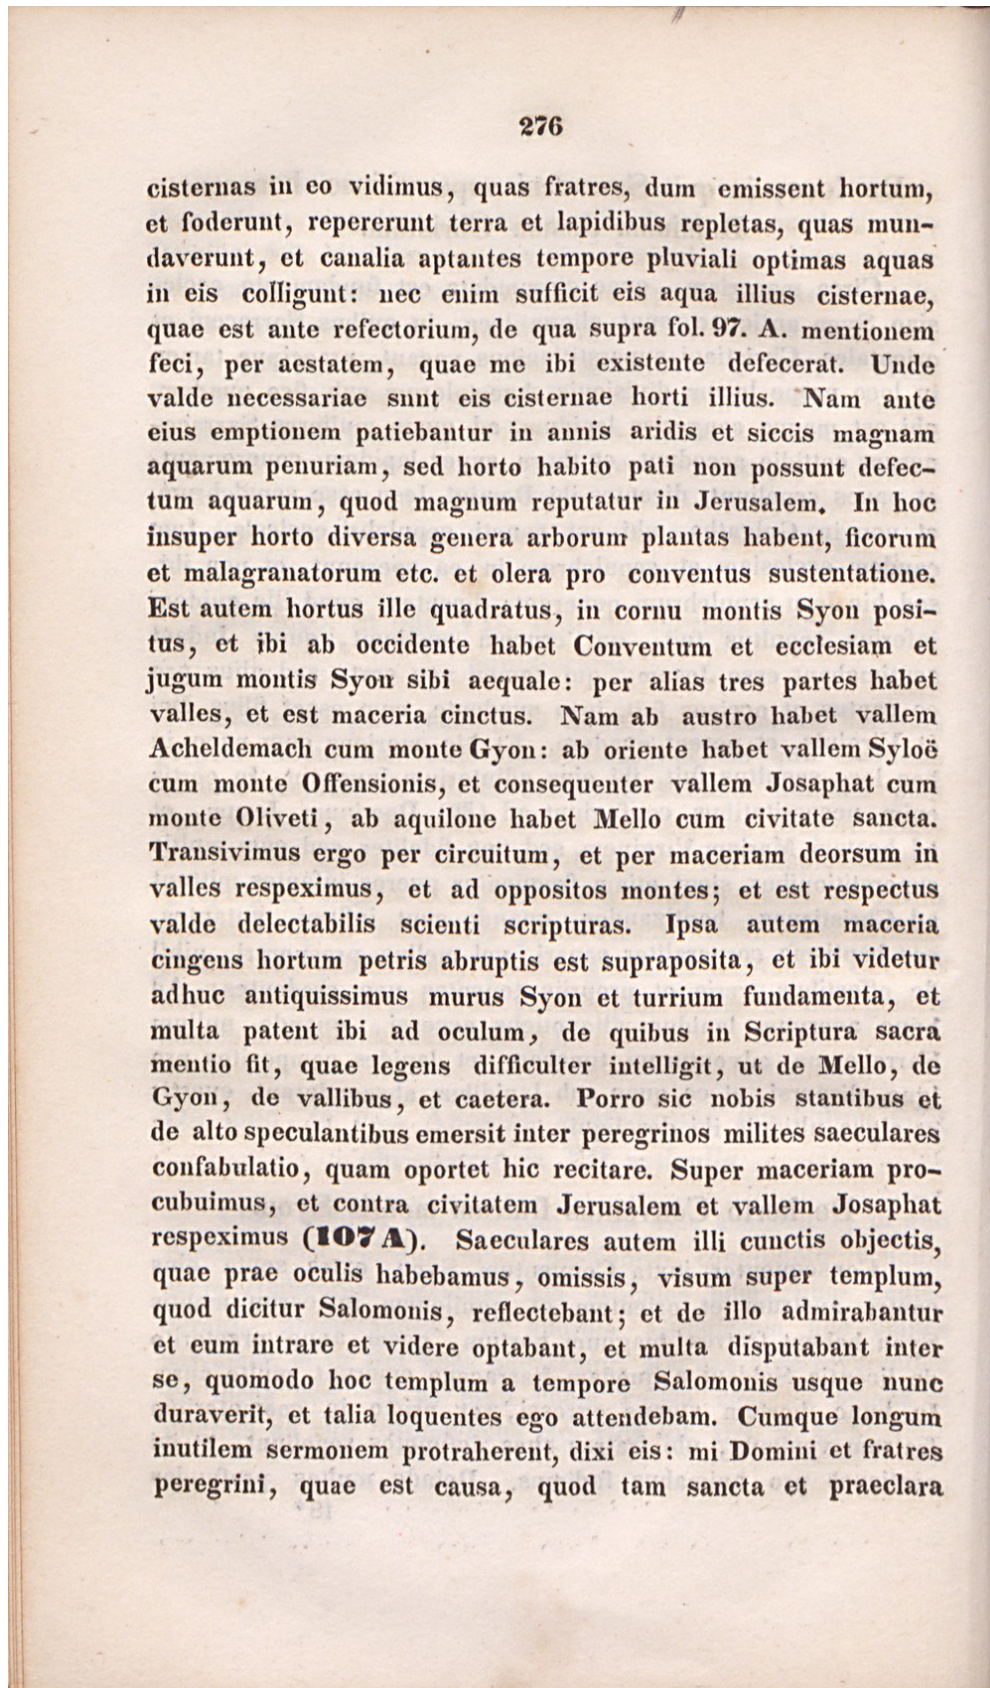 276
cisternas in eo vidimus, quas fratres, dum emissent hortum,
et foderunt, repererunt terra et lapidibus repletas, quas mun-
daverunt, et canalia aptantes tempore pluviali optimas aquas
in eis colligunt: nec enim sufficit eis aqua illius cisternae,
quae est ante refectorium, de qua supra fol. 97. A. mentionem
feci, per aestatem, quae me ibi existente defecerat. Unde
valde necessariae sunt eis cisternae horti illius. Nam ante
eius emptionem patiebantur in annis aridis et siccis magnam
aquarum penuriam, sed horto habito pati non possunt defec-
tum aquarum, quod magnum reputatur in Jerusalem. In hoc
insuper horto diversa genera arborum plantas habent, ficorum
et malagranatorum etc. et olera pro conventus sustentatione.
Est autem hortus ille quadratus, in cornu montis Syon posi-
tus, et ibi ab occidente habet Conventum et ecclesiam et
jugum montis Syon sibi aequale: per alias tres partes habet
valles, et est maceria cinctus. Nam ab austro habet vallem
Acheldemach cum monte Gyon: ab oriente habet vallem Syloë
cum monte Offensionis, et consequenter vallem Josaphat cum
monte Oliveti, ab aquilone habet Mello cum civitate sancta.
Transivimus ergo per circuitum, et per maceriam deorsum in
valles respeximus, et ad oppositos montes; et est respectus
valde delectabilis scienti scripturas. Ipsa autem maceria
cingens hortum petris abruptis est supraposita, et ibi videtur
adhuc antiquissimus murus Syon et turrium fundamenta, et
multa patent ibi ad oculum, de quibus in Scriptura sacra
mentio fit, quae legens difficulter intelligit, ut de Mello, de
Gyon, de vallibus, et caetera. Porro sic nobis stantibus et
de alto speculantibus emersit inter peregrinos milites saeculares
confabulatio, quam oportet hic recitare. Super maceriam pro-
cubuimus, et contra civitatem Jerusalem et vallem Josaphat
respeximus (107 A). Saeculares autem illi cunctis objectis,
quae prae oculis habebamus, omissis, visum super templum,
quod dicitur Salomonis, reflectebant; et de illo admirabantur
et eum intrare et videre optabant, et multa disputabant inter
se, quomodo hoc templum a tempore Salomonis usque nunc
duraverit, et talia loquentes ego attendebam. Cumque longum
inutilem sermonem protraherent, dixi eis: mi Domini et fratres
peregrini, quae est causa, quod tam sancta et praeclara